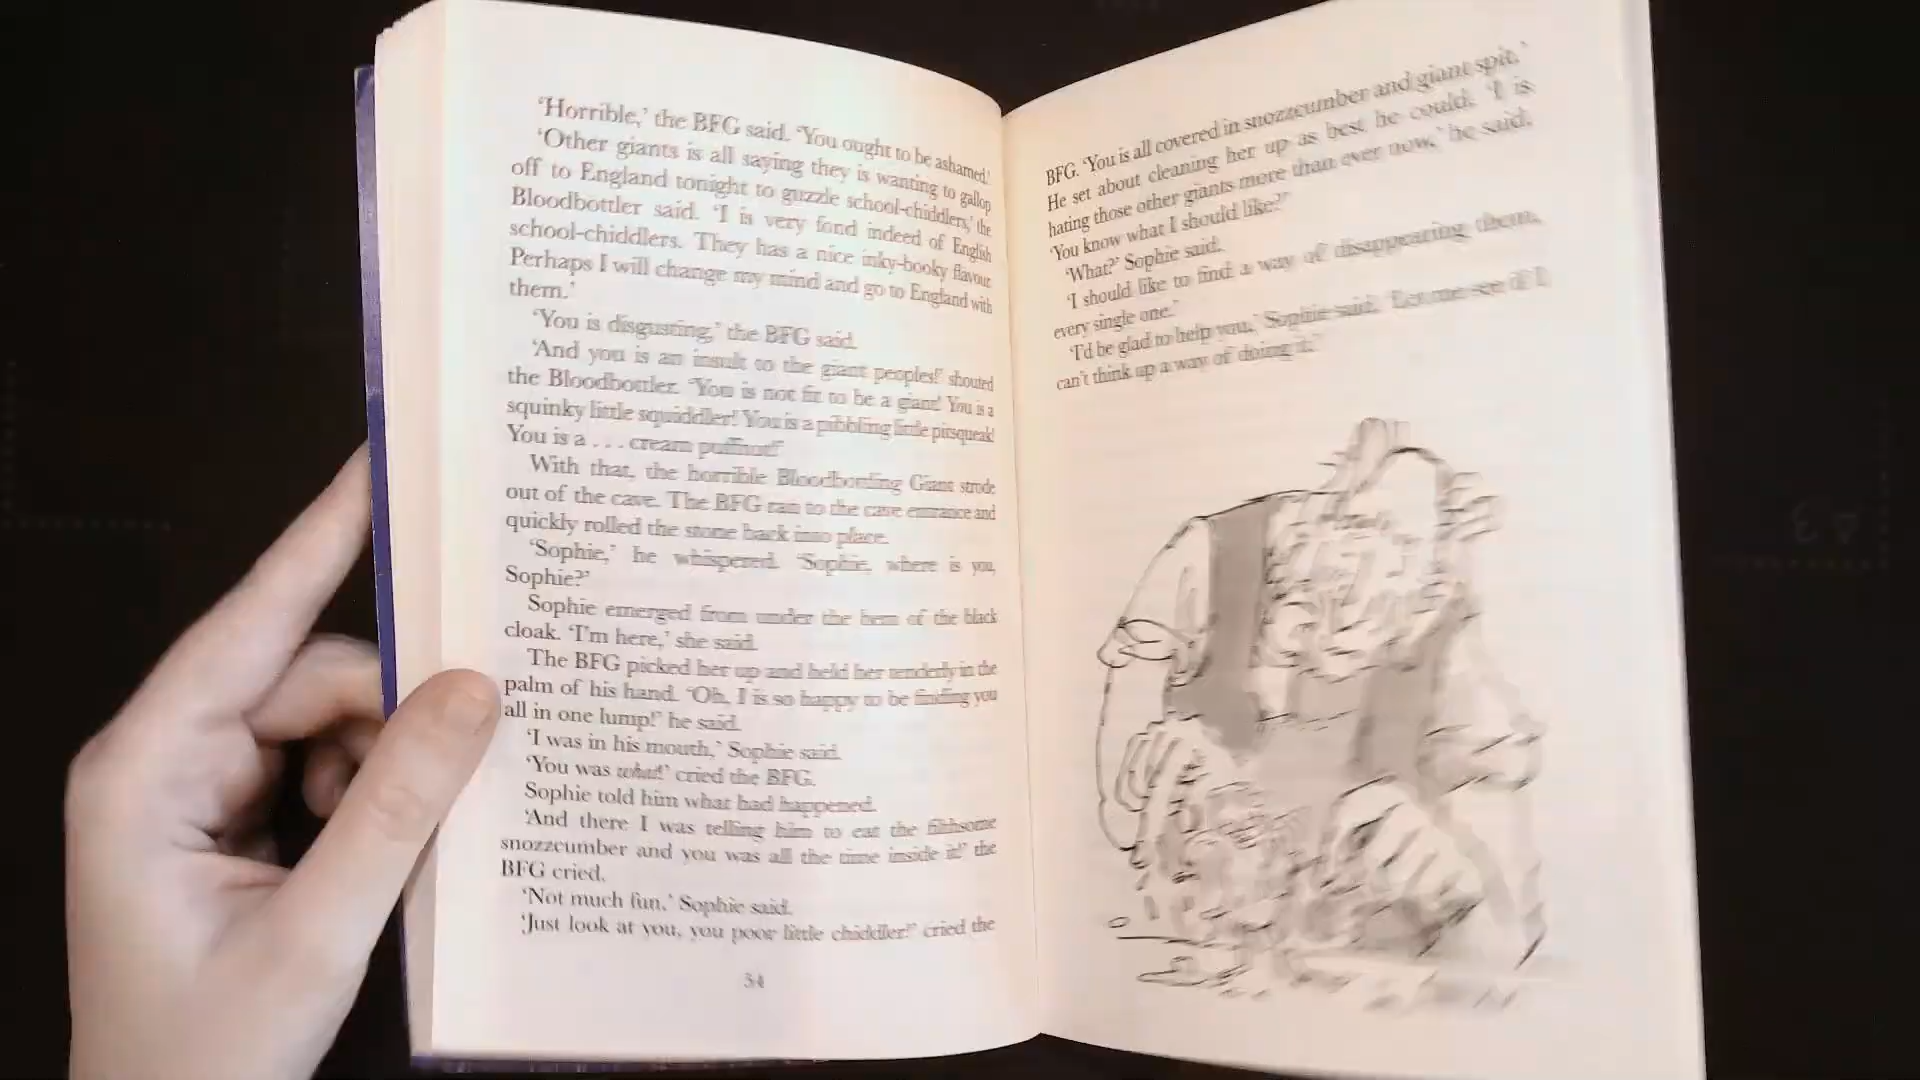 ‘Horrible,’ the BFG said. ‘You ought to be ashamed.’
‘Other giants is all saying they is wanting to gallop
off to England tonight to guzzle school-chiddlers,’ the
Bloodbottler said. ‘I is very fond indeed of English
school-chiddlers. They has a nice inky-booky flavour.
Perhaps I will change my mind and go to England with
them.’
‘You is disgusting,’ the BFG said.
‘And you is an insult to the giant peoples!’ shouted
the Bloodbottler. ‘You is not fit to be a giant! You is a
squinky little squiddler! You is a pibbling little pitsqueak!
You is a . . . cream puffnut!’
With that, the horrible Bloodbottling Giant strode
out of the cave. The BFG ran to the cave entrance and
quickly rolled the stone back into place.
‘Sophie,’ he whispered. ‘Sophie, where is you,
Sophie?’
Sophie emerged from under the hem of the black
cloak. ‘I’m here,’ she said.
The BFG picked her up and held her tenderly in the
palm of his hand. ‘Oh, I is so happy to be finding you
all in one lump!’ he said.
‘I was in his mouth,’ Sophie said.
‘You was what!’ cried the BFG.
Sophie told him what had happened.
‘And there I was telling him to eat the filthsome
snozzcumber and you was all the time inside it!’ the
BFG cried.
‘Not much fun,’ Sophie said.
‘Just look at you, you poor little chiddler!’ cried the
54
BFG. ‘You is all covered in snozzcumber and giant spit.’
He set about cleaning her up as best he could. ‘I is
hating those other giants more than ever now,’ he said.
‘You know what I should like?’
‘What?’ Sophie said.
‘I should like to find a way of disappearing them,
every single one.’
‘I’d be glad to help you,’ Sophie said. ‘Let me see if I
can’t think up a way of doing it.’